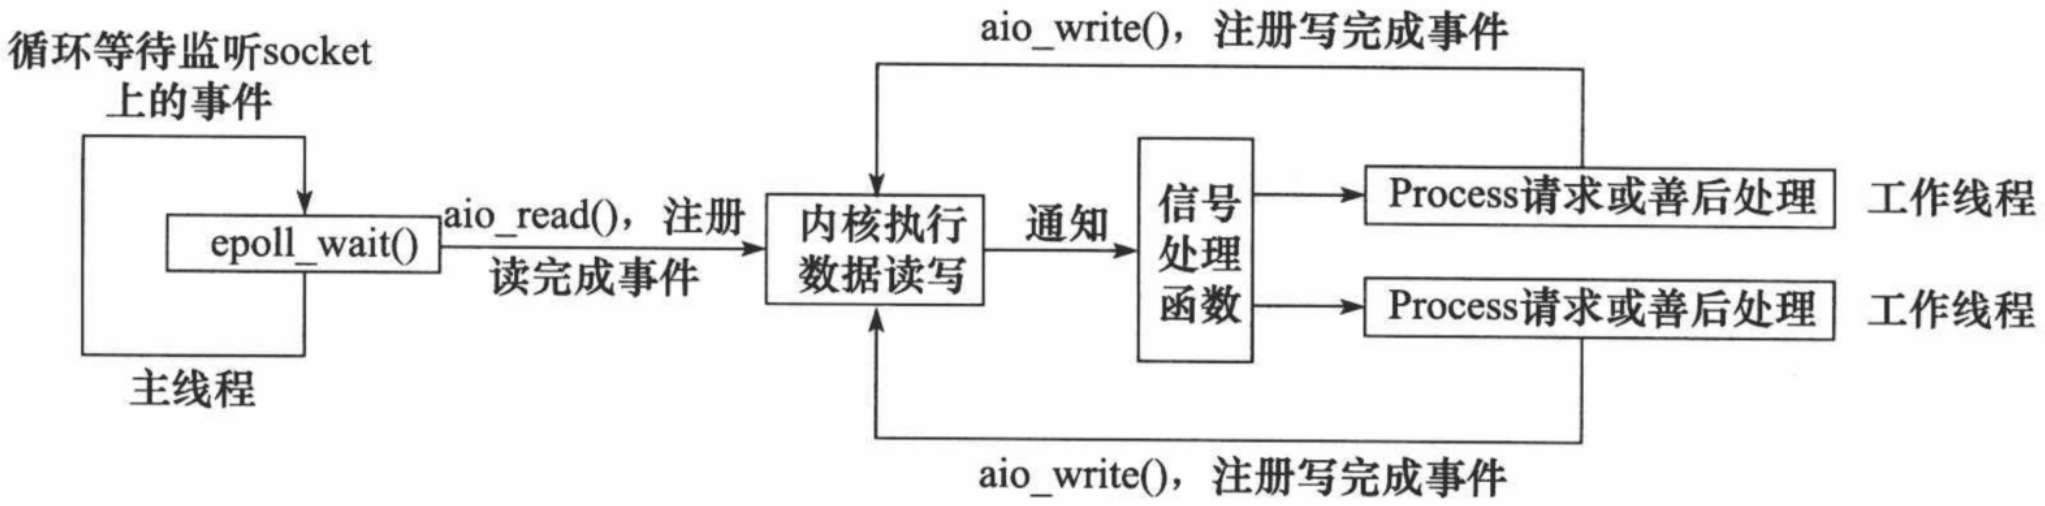 aio_write()，注册写完成事件
循环等待监听socket
上的事件
epoll_wait()
aio_read()，注册
读完成事件
内核执行
数据读写
通知
信号
处理
函数
Process请求或善后处理
工作线程
Process请求或善后处理
工作线程
主线程
aio_write()，注册写完成事件